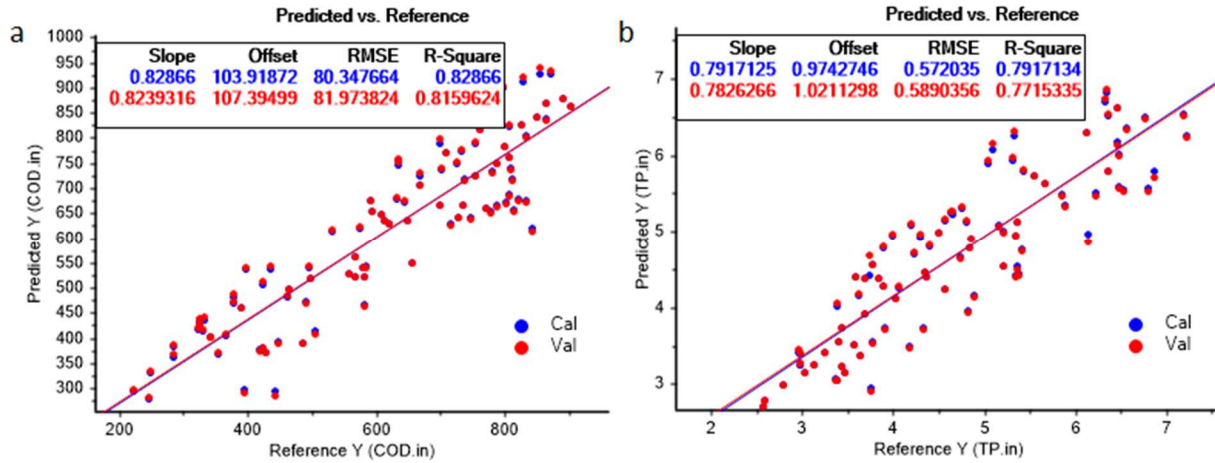 a
Predicted vs. Reference
Slope Offset RMSE R-Square
0.82866 103.91872 80.347664 0.82866
0.8239316 107.39499 81.973824 0.8159624
1000
950
900
850
800
750
700
650
600
550
500
450
400
350
300
Predicted Y (COD.in)
Cal
Val
200 400 600 800
Reference Y (COD.in)
b
Predicted vs. Reference
Slope Offset RMSE R-Square
0.7917125 0.9742746 0.572035 0.7917134
0.7826266 1.0211298 0.5890356 0.7715335
7
6
5
4
3
Predicted Y (TP.in)
Cal
Val
2 3 4 5 6 7
Reference Y (TP.in)